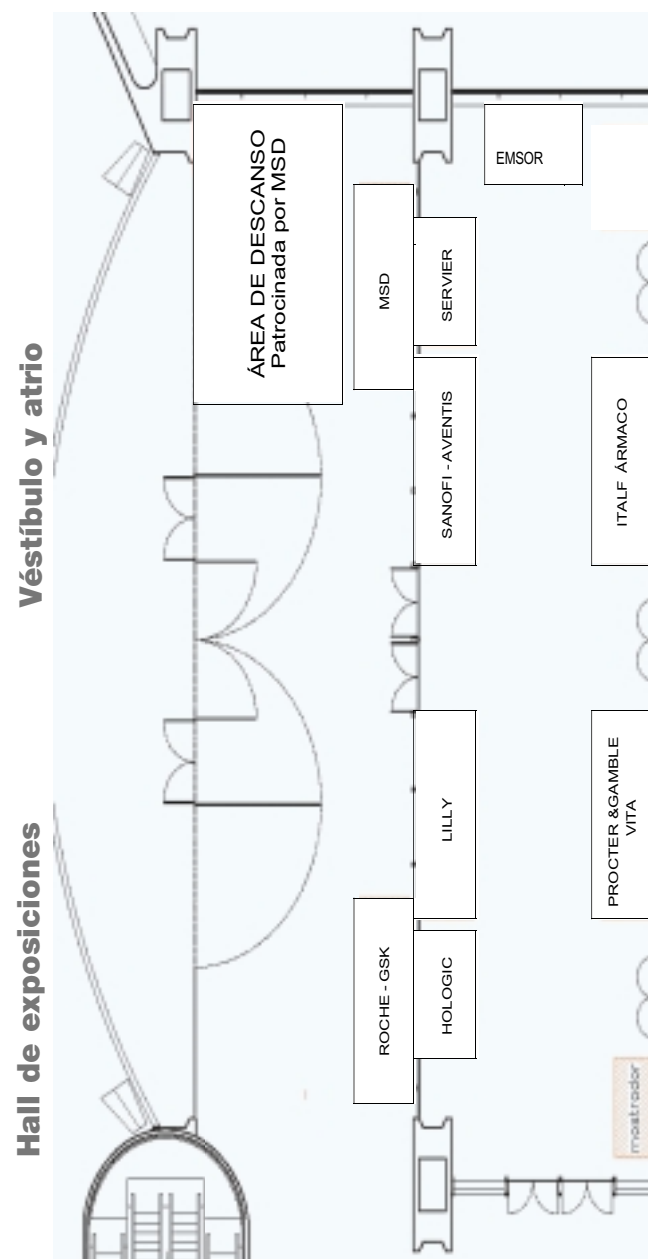 Véstíbulo y atrio
Hall de exposiciones
ÁREA DE DESCANSO
Patrocinada por MSD
EMSOR
MSD
SERVIER
SANOFI - AVENTIS
ITALF ÁRMACO
LILLY
PROCTER &GAMBLE
VITA
ROCHE - GSK
HOLOGIC
mostrador